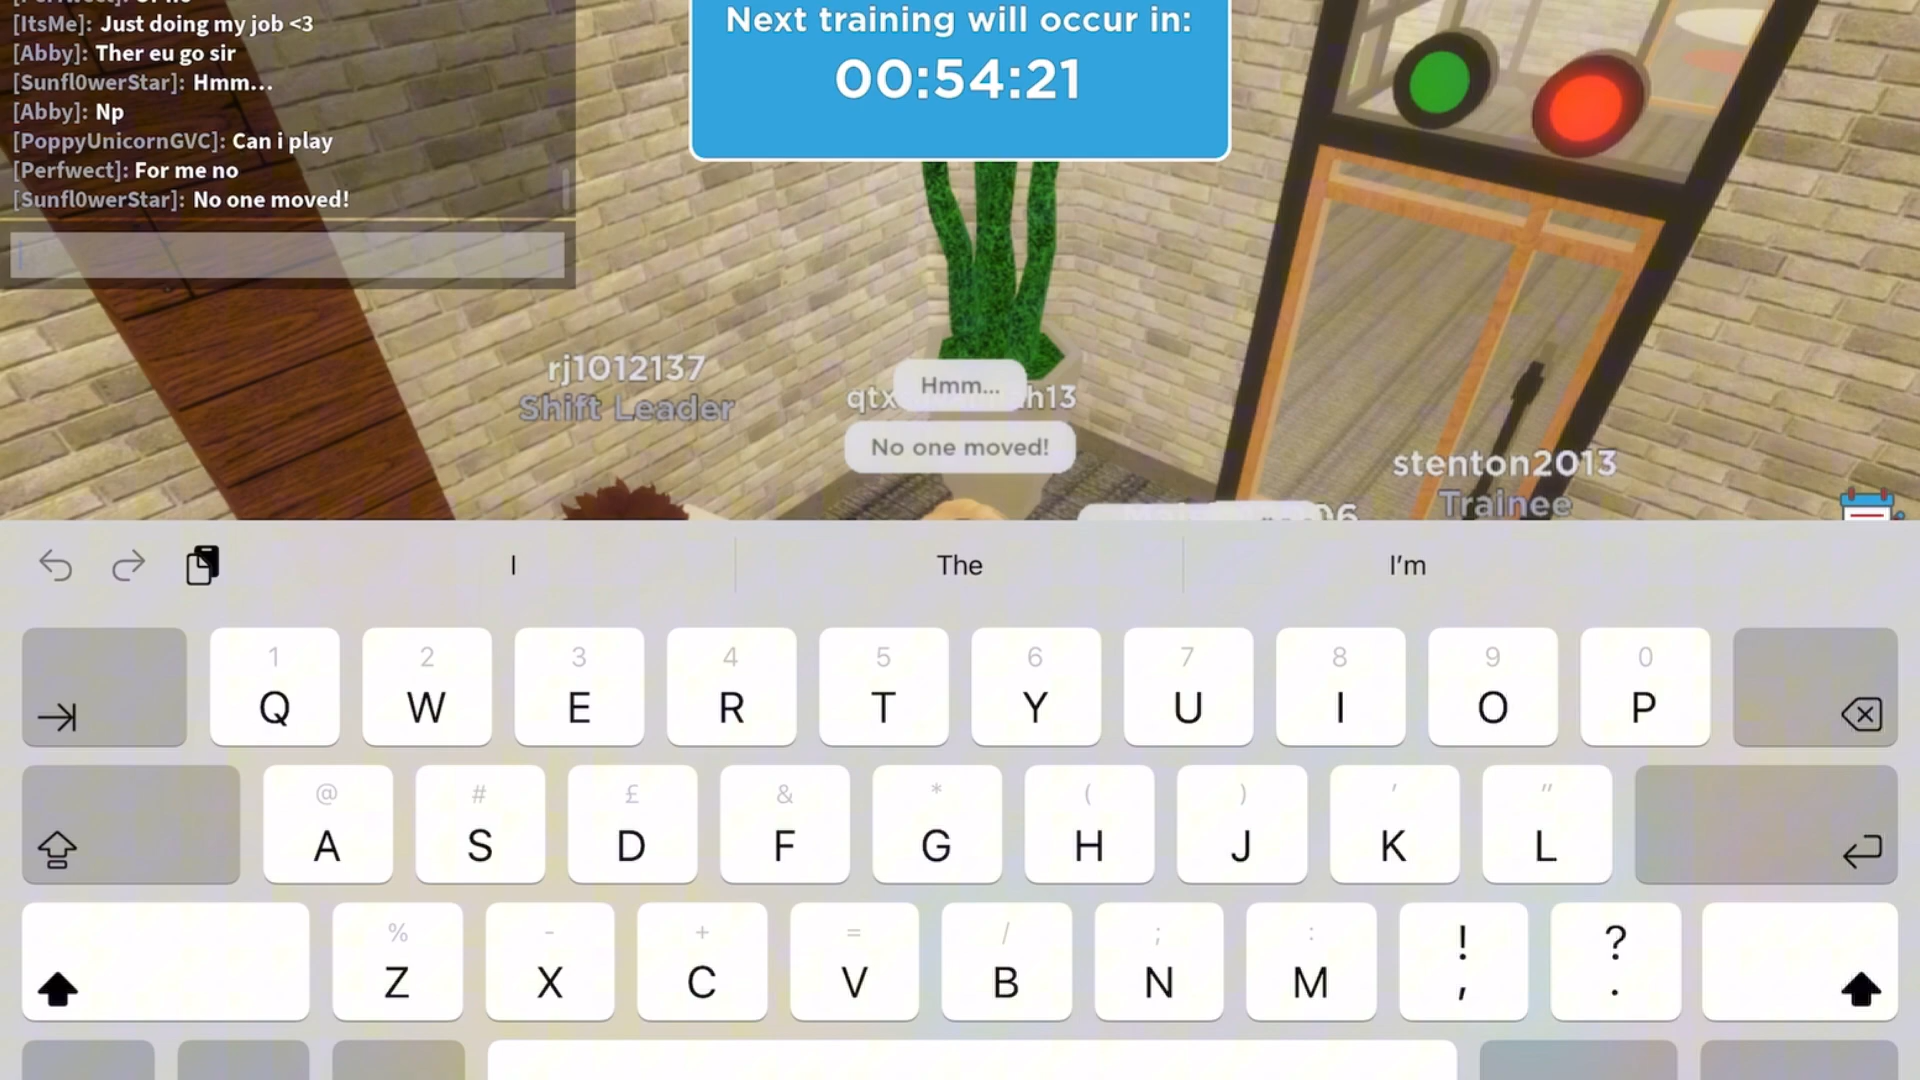 [ItsMe]: Just doing my job <3
[Abby]: Ther eu go sir
[Sunfl0werStar]: Hmm...
[Abby]: Np
[PoppyUnicornGVC]: Can i play
[Perfwect]: For me no
[Sunfl0werStar]: No one moved!
Next training will occur in:
00:54:21
rj1012137
Shift Leader
Hmm...
No one moved!
stenton2013
Trainee
I The I'm
1 2 3 4 5 6 7 8 9 0
Q W E R T Y U I O P
@ # £ & * ( ) ' "
A S D F G H J K L
% - + = / ; : ! ?
Z X C V B N M , .